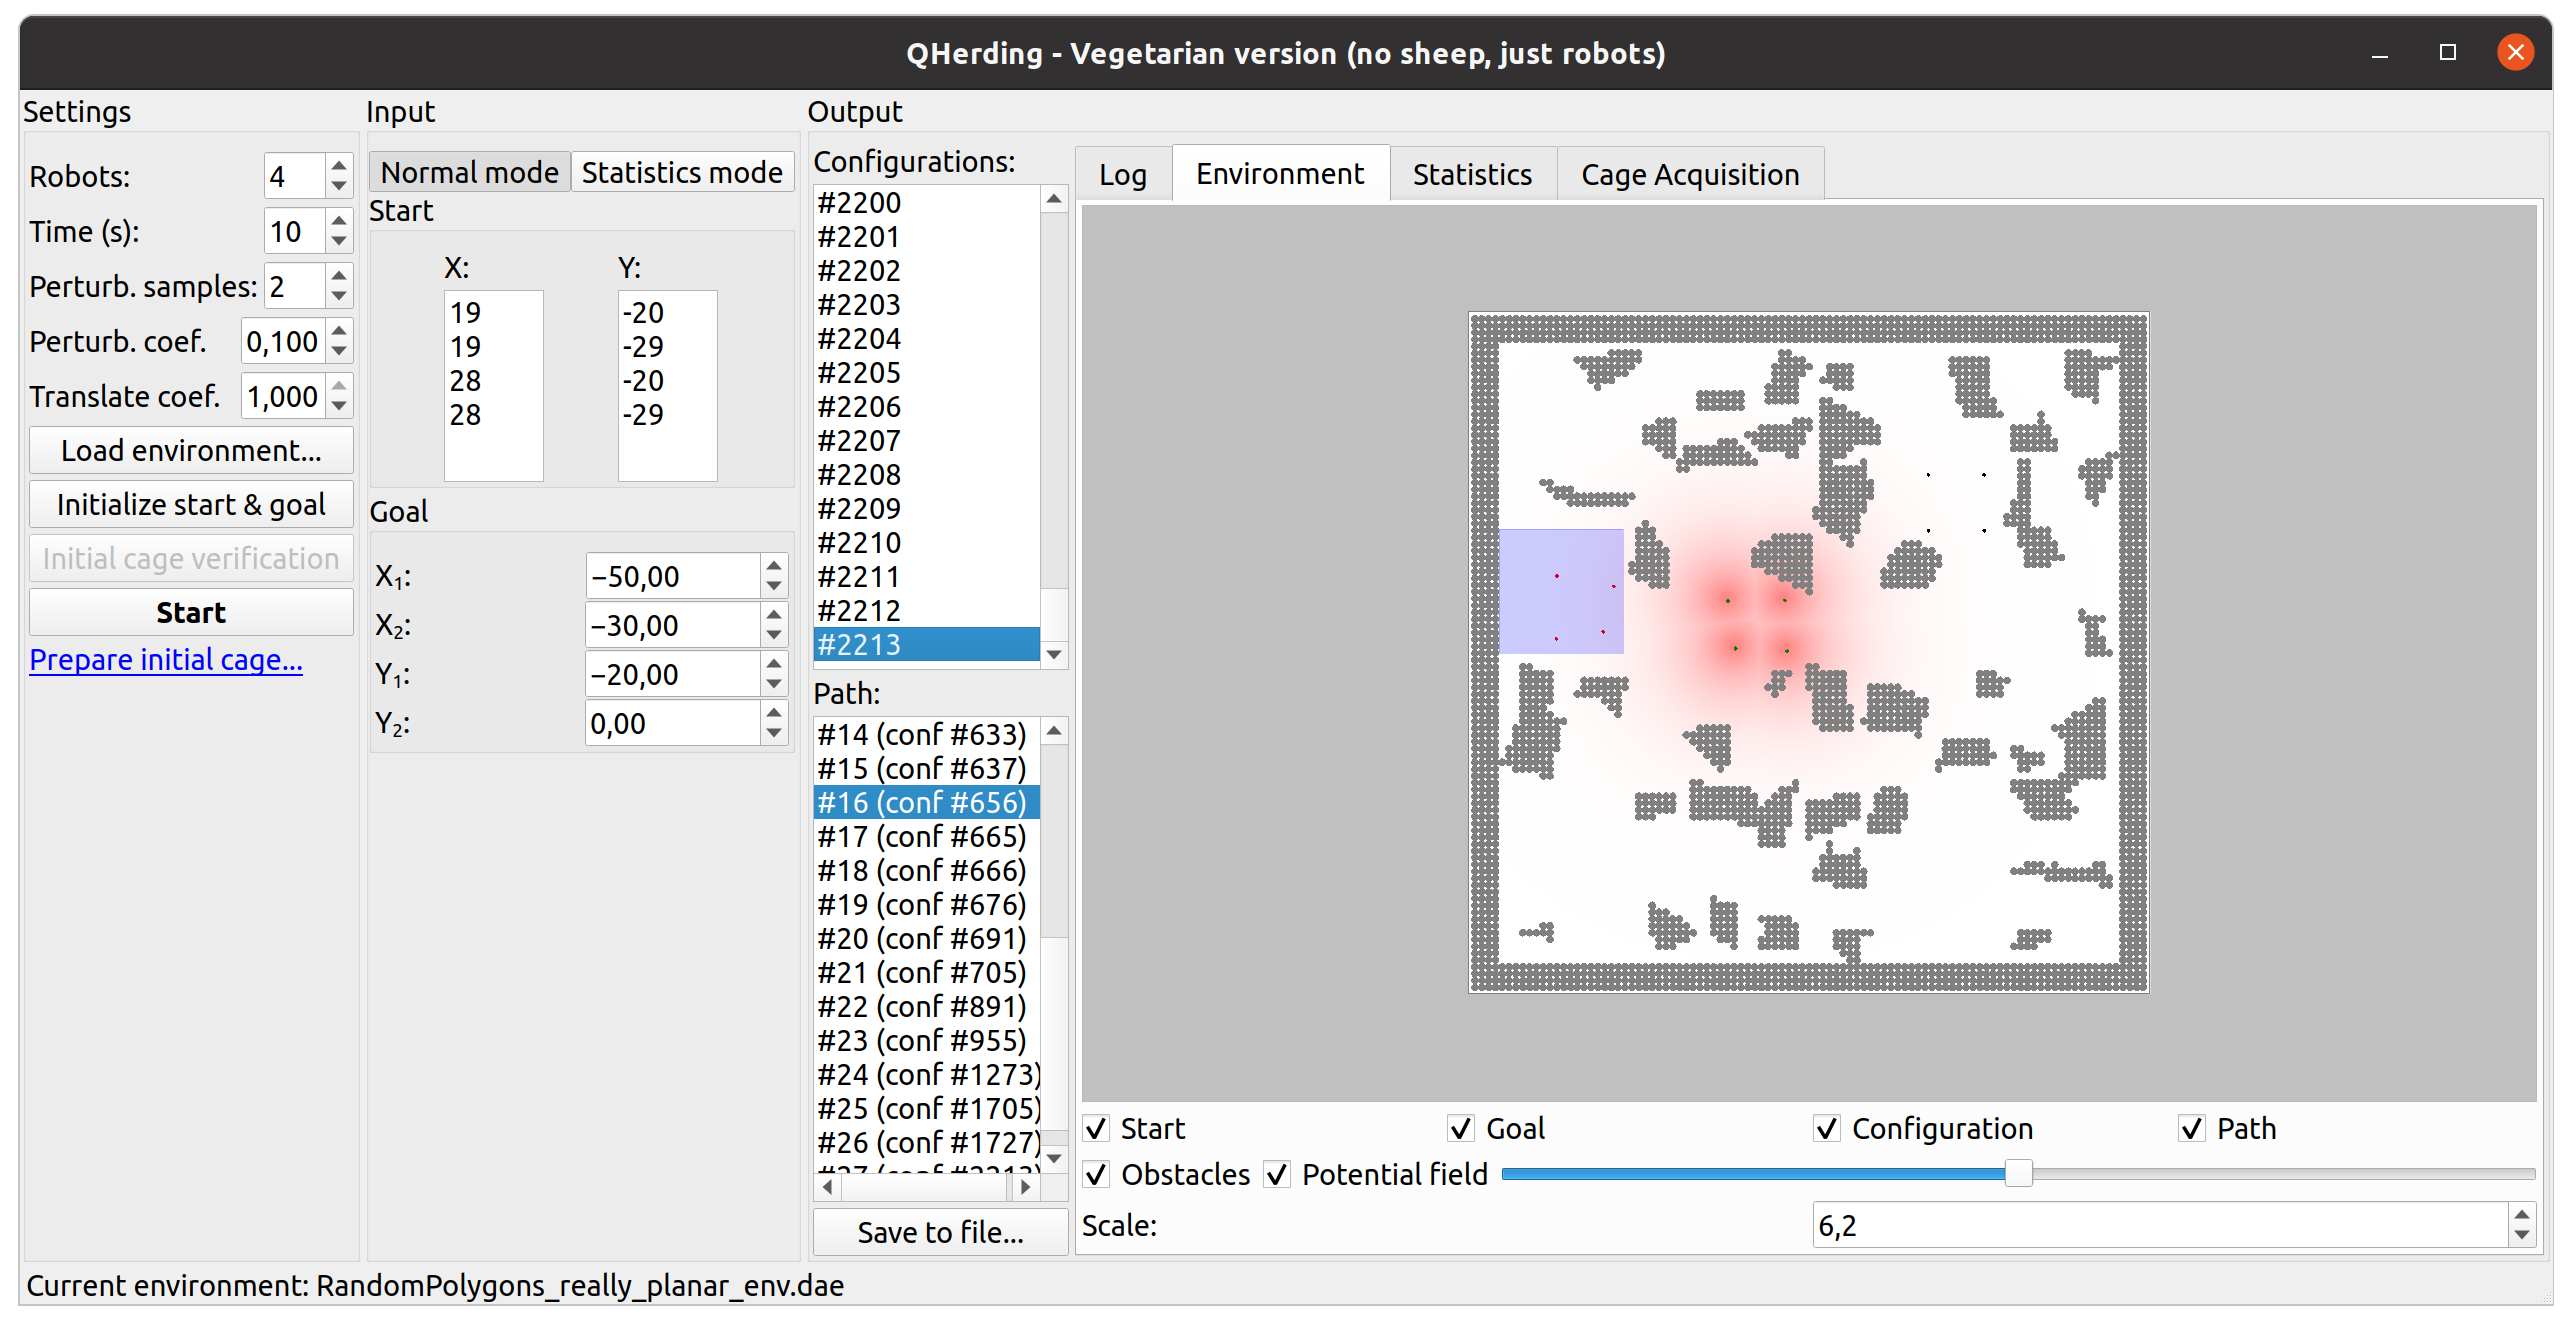 QHerding - Vegetarian version (no sheep, just robots)
Settings
Robots:
4
Time (s):
10
Perturb. samples:
2
Perturb. coef.
0,100
Translate coef.
1,000
Load environment...
Initialize start & goal
Initial cage verification
Start
Prepare initial cage...
Input
Normal mode
Statistics mode
Start
X:
Y:
19
19
28
28
-20
-29
-20
-29
Goal
X₁:
−50,00
X₂:
−30,00
Y₁:
−20,00
Y₂:
0,00
Output
Configurations:
#2200
#2201
#2202
#2203
#2204
#2205
#2206
#2207
#2208
#2209
#2210
#2211
#2212
#2213
Path:
#14 (conf #633)
#15 (conf #637)
#16 (conf #656)
#17 (conf #665)
#18 (conf #666)
#19 (conf #676)
#20 (conf #691)
#21 (conf #705)
#22 (conf #891)
#23 (conf #955)
#24 (conf #1273)
#25 (conf #1705)
#26 (conf #1727)
#27 (conf #2213)
Save to file...
Log
Environment
Statistics
Cage Acquisition
Start
Goal
Configuration
Path
Obstacles
Potential field
Scale:
6,2
Current environment: RandomPolygons_really_planar_env.dae